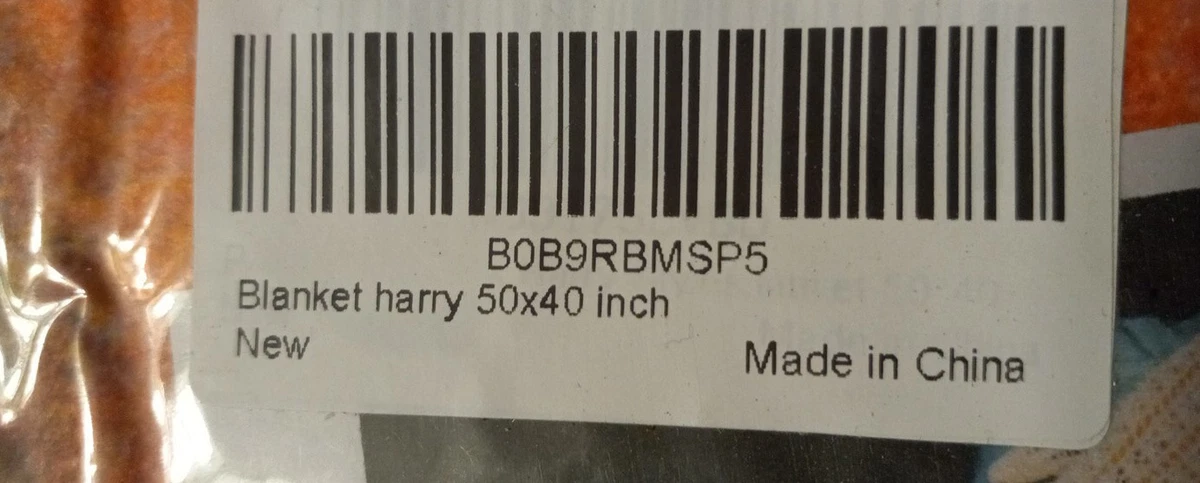 B0B9RBMSP5
Blanket harry 50x40 inch
New
Made in China